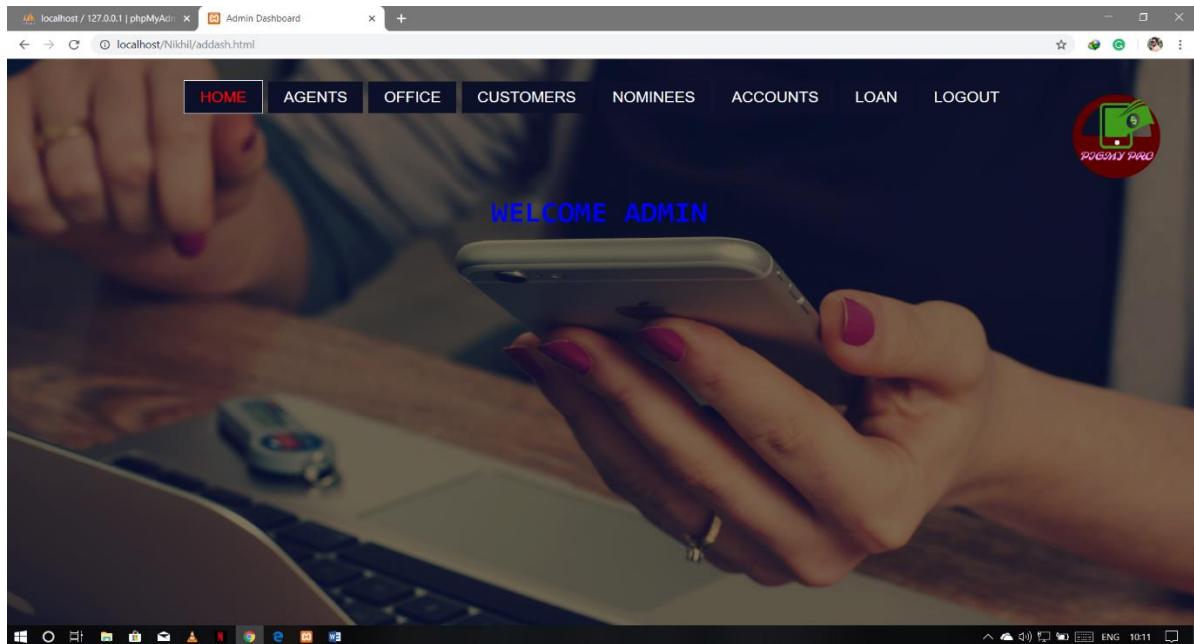 localhost / 127.0.0.1 | phpMyAdm
Admin Dashboard
localhost/Nikhil/addash.html
HOME AGENTS OFFICE CUSTOMERS NOMINEES ACCOUNTS LOAN LOGOUT
PIGMY PRO
WELCOME ADMIN
ENG 10:11